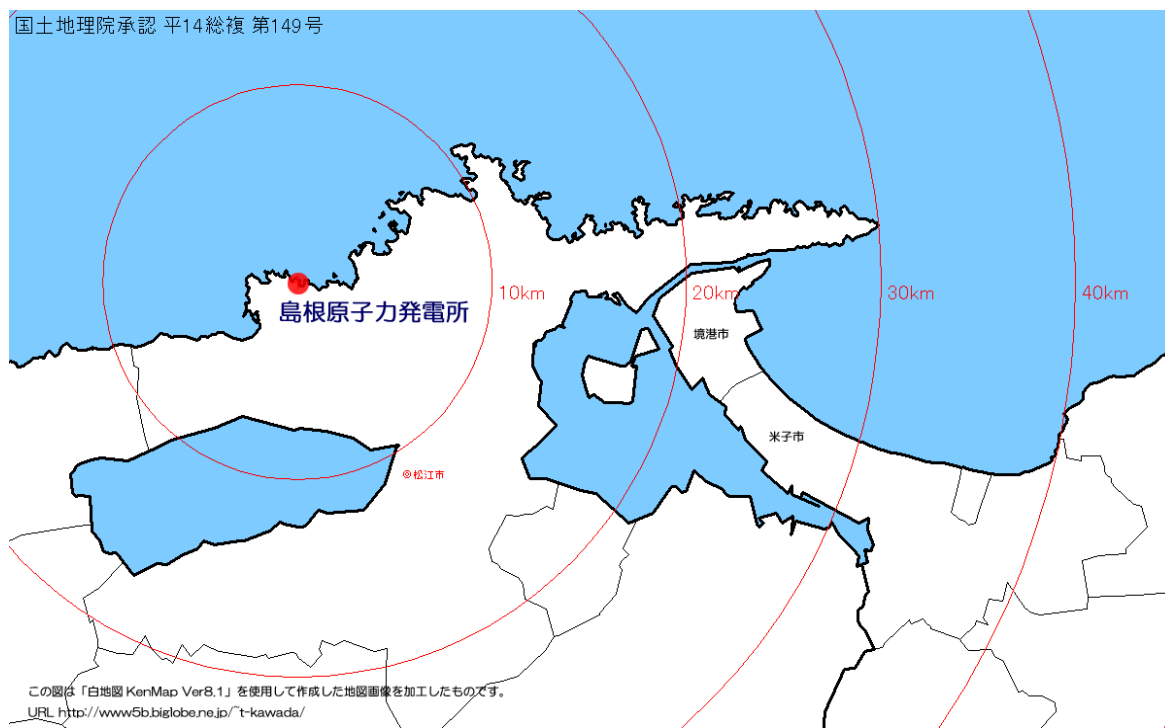 国土地理院承認 平14総複 第149号
島根原子力発電所
10km
20km
30km
40km
境港市
米子市
◎松江市
この図は「白地図 KenMap Ver8.1」を使用して作成した地図画像を加工したものです。
URL http://www5b.biglobe.ne.jp/~t-kawada/